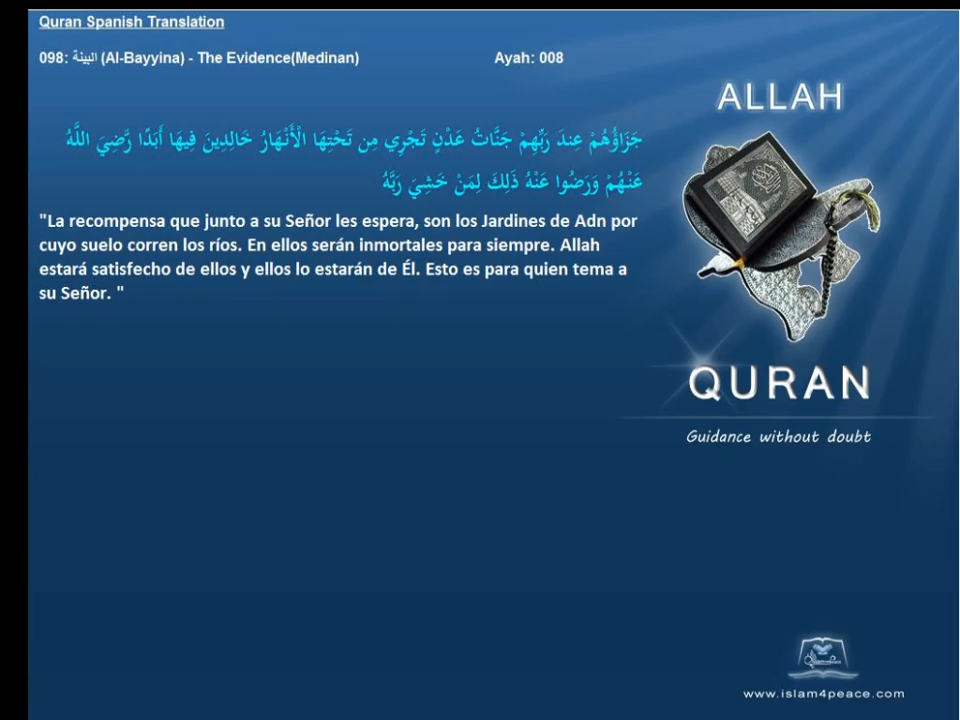 Quran Spanish Translation
098: البينة (Al-Bayyina) - The Evidence(Medinan) Ayah: 008
جَزَاؤُهُمْ عِندَ رَبِّهِمْ جَنَّاتُ عَدْنٍ تَجْرِي مِن تَحْتِهَا الْأَنْهَارُ خَالِدِينَ فِيهَا أَبَدًا رَّضِيَ اللَّهُ
عَنْهُمْ وَرَضُوا عَنْهُ ذَلِكَ لِمَنْ خَشِيَ رَبَّهُ
"La recompensa que junto a su Señor les espera, son los Jardines de Adn por
cuyo suelo corren los ríos. En ellos serán inmortales para siempre. Allah
estará satisfecho de ellos y ellos lo estarán de Él. Esto es para quien tema a
su Señor. "
ALLAH
QURAN
Guidance without doubt
www.islam4peace.com